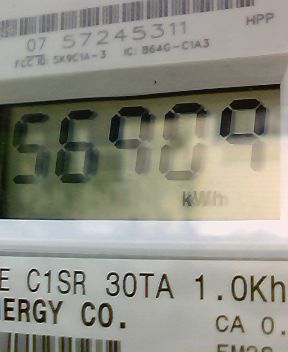 HPP
07 57245311
FCC ID: SK9C1A-3 IC: 864G-C1A3
56909
kWh
E C1SR 30TA 1.0Kh
NERGY CO.
CA 0.